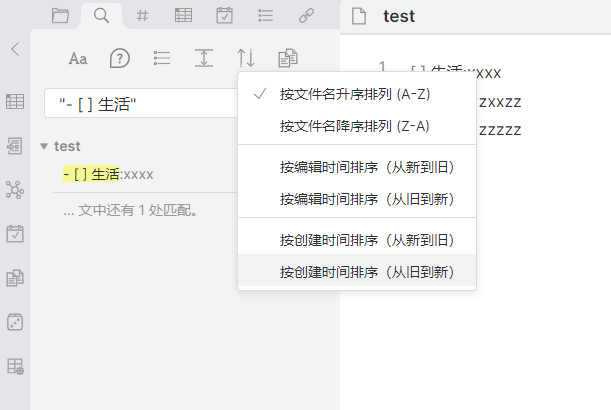 test
Aa
"- [ ] 生活"
test
- [ ] 生活:xxxx
... 文中还有 1 处匹配。
按文件名升序排列 (A-Z)
按文件名降序排列 (Z-A)
按编辑时间排序（从新到旧）
按编辑时间排序（从旧到新）
按创建时间排序（从新到旧）
按创建时间排序（从旧到新）
1
zxxzz
zzzzz